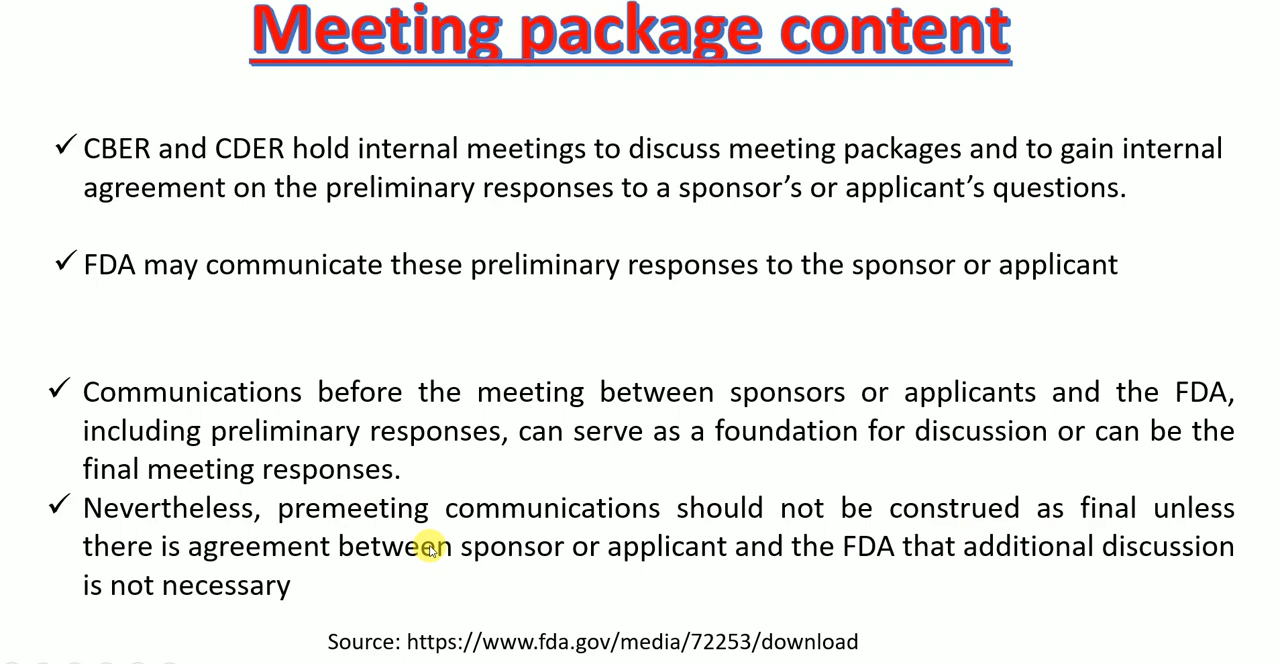 Meeting package content
✓ CBER and CDER hold internal meetings to discuss meeting packages and to gain internal
agreement on the preliminary responses to a sponsor’s or applicant’s questions.
✓ FDA may communicate these preliminary responses to the sponsor or applicant
✓ Communications before the meeting between sponsors or applicants and the FDA,
including preliminary responses, can serve as a foundation for discussion or can be the
final meeting responses.
✓ Nevertheless, premeeting communications should not be construed as final unless
there is agreement between sponsor or applicant and the FDA that additional discussion
is not necessary
Source: https://www.fda.gov/media/72253/download